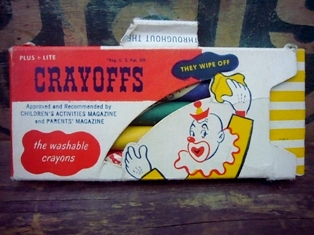 THROUGHOUT THE
PLUS + LITE
*Reg. U. S. Pat. Off.
CRAYOFFS
THEY WIPE OFF
Approved and Recommended by
CHILDREN'S ACTIVITIES MAGAZINE
and PARENTS' MAGAZINE
the washable
crayons